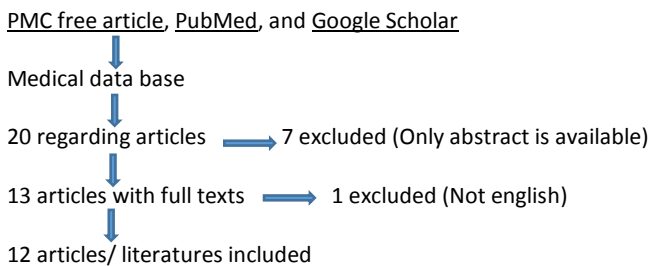 PMC free article, PubMed, and Google Scholar
Medical data base
20 regarding articles 7 excluded (Only abstract is available)
13 articles with full texts 1 excluded (Not english)
12 articles/ literatures included